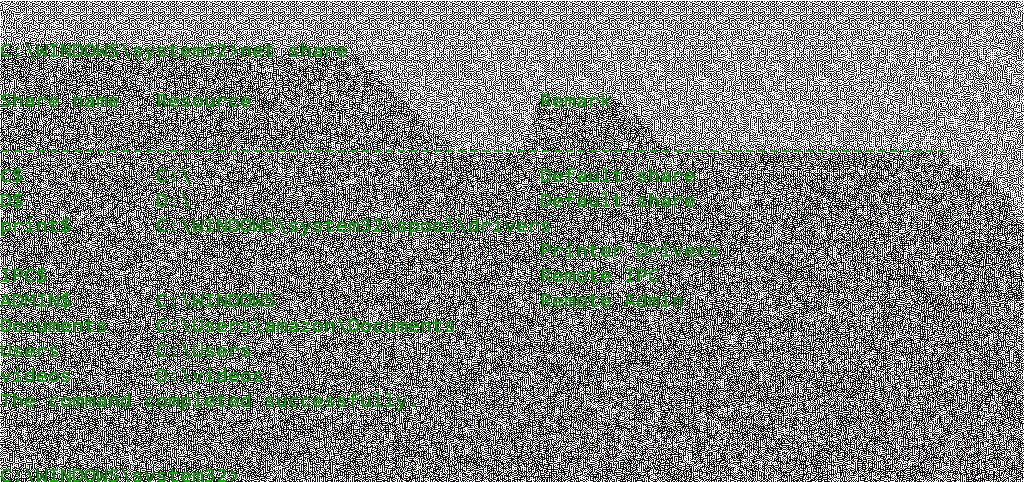 C:\WINDOWS\system32>net share
Share name   Resource                        Remark
-------------------------------------------------------------------------------
C$           C:\                             Default share
D$           D:\                             Default share
print$       C:\WINDOWS\system32\spool\drivers
                                             Printer Drivers
IPC$                                         Remote IPC
ADMIN$       C:\WINDOWS                      Remote Admin
Documents    C:\Users\amazon\Documents
Users        C:\Users
videos       D:\videos
The command completed successfully.
C:\WINDOWS\system32>